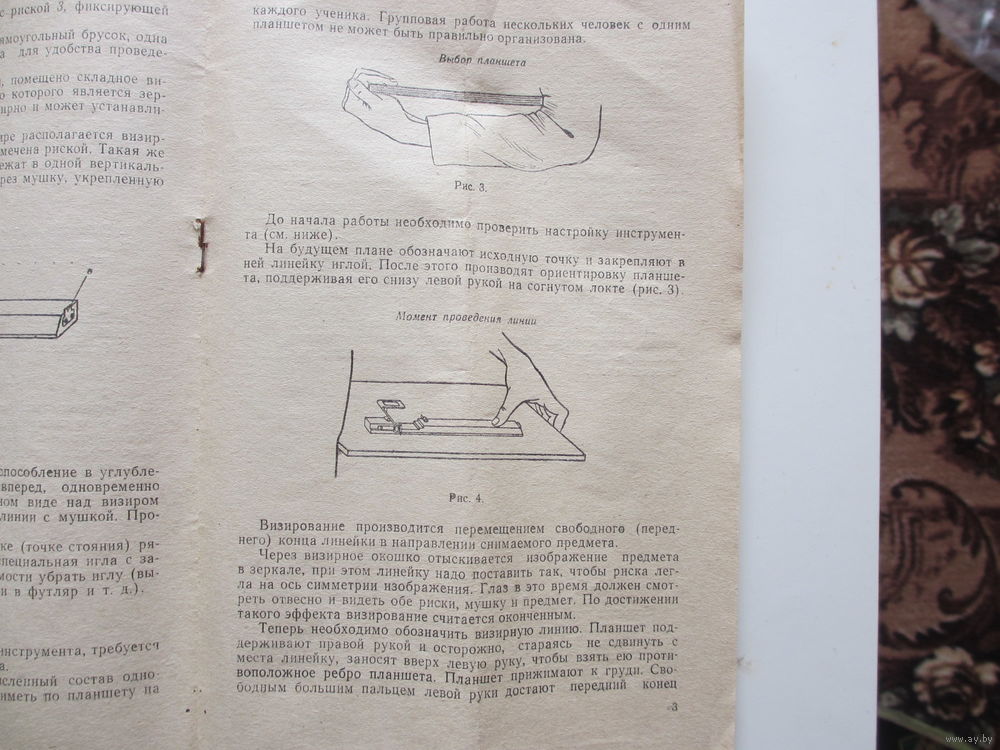 с риской 3, фиксирующей
ямоугольный брусок, одна
для удобства проведе-
помещено складное ви-
которого является зер-
ирно и может устанавли-
ире располагается визир-
мечена риской. Такая же
ежат в одной вертикаль-
рез мушку, укрепленную
способление в углубле-
вперед, одновременно
ном виде над визиром
линии с мушкой. Про-
ке (точке стояния) ря-
специальная игла с за-
мости убрать иглу (вы-
и в футляр и т. д.).
инструмента, требуется
а.
исленный состав одно
иметь по планшету на
каждого ученика. Групповая работа нескольких человек с одним
планшетом не может быть правильно организована.
Выбор планшета
Рис. 3.
До начала работы необходимо проверить настройку инструмен-
та (см. ниже).
На будущем плане обозначают исходную точку и закрепляют в
ней линейку иглой. После этого производят ориентировку планше-
та, поддерживая его снизу левой рукой на согнутом локте (рис. 3).
Момент проведения линии
Рис. 4.
Визирование производится перемещением свободного (перед-
него) конца линейки в направлении снимаемого предмета.
Через визирное окошко отыскивается изображение предмета
в зеркале, при этом линейку надо поставить так, чтобы риска лег-
ла на ось симметрии изображения. Глаз в это время должен смот-
реть отвесно и видеть обе риски, мушку и предмет. По достижении
такого эффекта визирование считается оконченным.
Теперь необходимо обозначить визирную линию. Планшет под-
держивают правой рукой и осторожно, стараясь не сдвинуть с
места линейку, заносят вверх левую руку, чтобы взять ею проти-
воположное ребро планшета. Планшет прижимают к груди. Сво-
бодным большим пальцем левой руки достают передний конец
3
www.ay.by